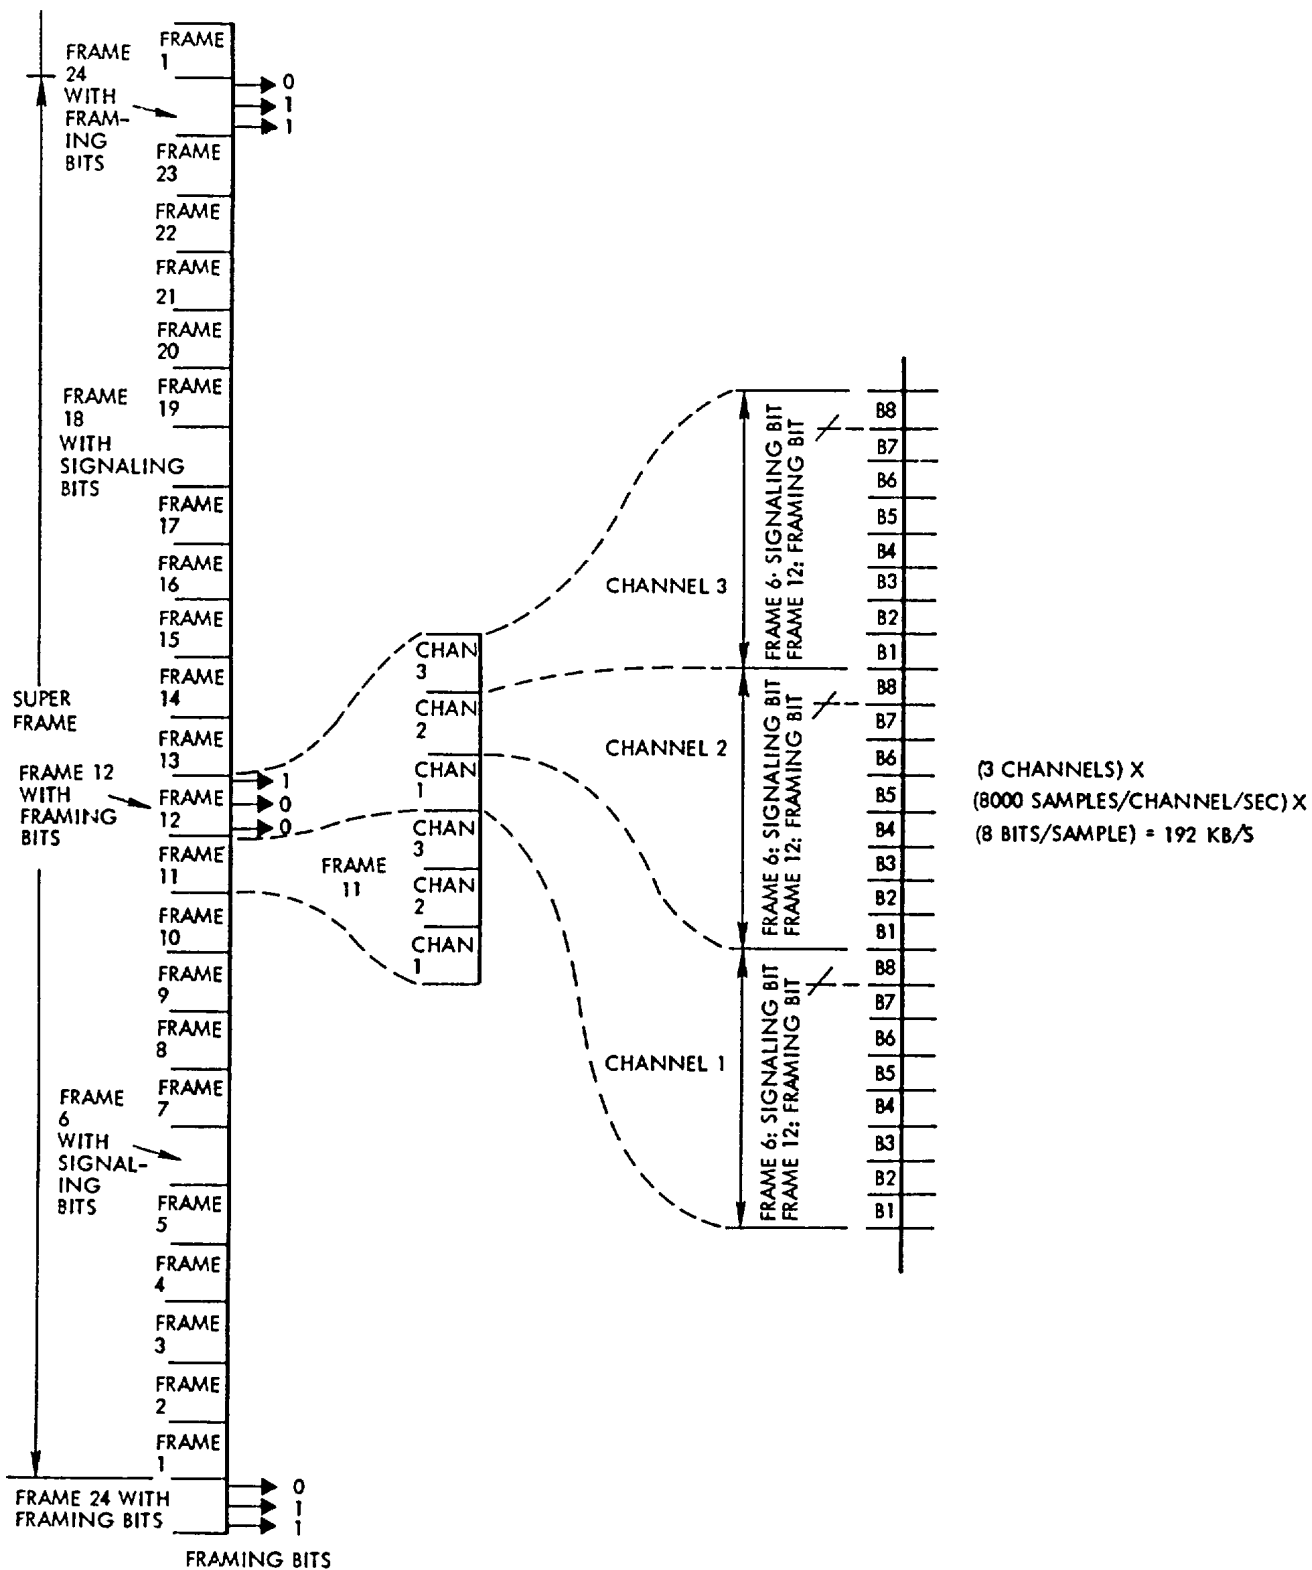 FRAME
1
FRAME
24
WITH
FRAM-
ING
BITS
0
1
1
FRAME
23
FRAME
22
FRAME
21
FRAME
20
FRAME
19
FRAME
18
WITH
SIGNALING
BITS
FRAME
17
FRAME
16
FRAME
15
FRAME
14
SUPER
FRAME
FRAME
13
FRAME 12
WITH
FRAMING
BITS
FRAME
12
1
0
0
FRAME
11
FRAME
10
FRAME
9
FRAME
8
FRAME
7
FRAME
6
WITH
SIGNAL-
ING
BITS
FRAME
5
FRAME
4
FRAME
3
FRAME
2
FRAME
1
FRAME 24 WITH
FRAMING BITS
0
1
1
FRAMING BITS
CHAN
3
CHAN
2
CHAN
1
CHAN
3
CHAN
2
CHAN
1
FRAME
11
CHANNEL 3
FRAME 6: SIGNALING BIT
FRAME 12: FRAMING BIT
B8
B7
B6
B5
B4
B3
B2
B1
CHANNEL 2
FRAME 6: SIGNALING BIT
FRAME 12: FRAMING BIT
B8
B7
B6
B5
B4
B3
B2
B1
CHANNEL 1
FRAME 6: SIGNALING BIT
FRAME 12: FRAMING BIT
B8
B7
B6
B5
B4
B3
B2
B1
(3 CHANNELS) X
(8000 SAMPLES/CHANNEL/SEC) X
(8 BITS/SAMPLE) = 192 KB/S